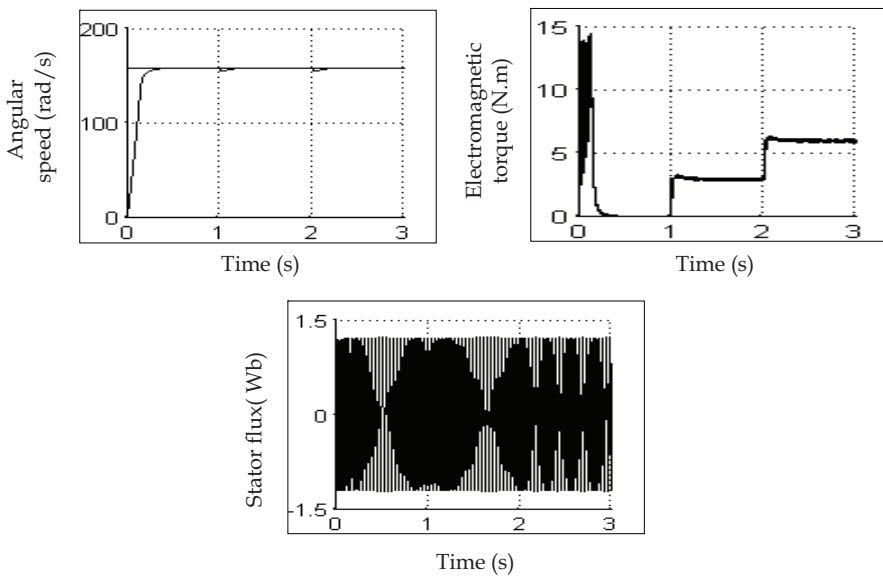 200
100
0
0
1
2
3
Angular
speed (rad/s)
Time (s)
15
10
5
0
0
1
2
3
Electromagnetic
torque (N.m)
Time (s)
1.5
0
-1.5
0
1
2
3
Stator flux( Wb)
Time (s)